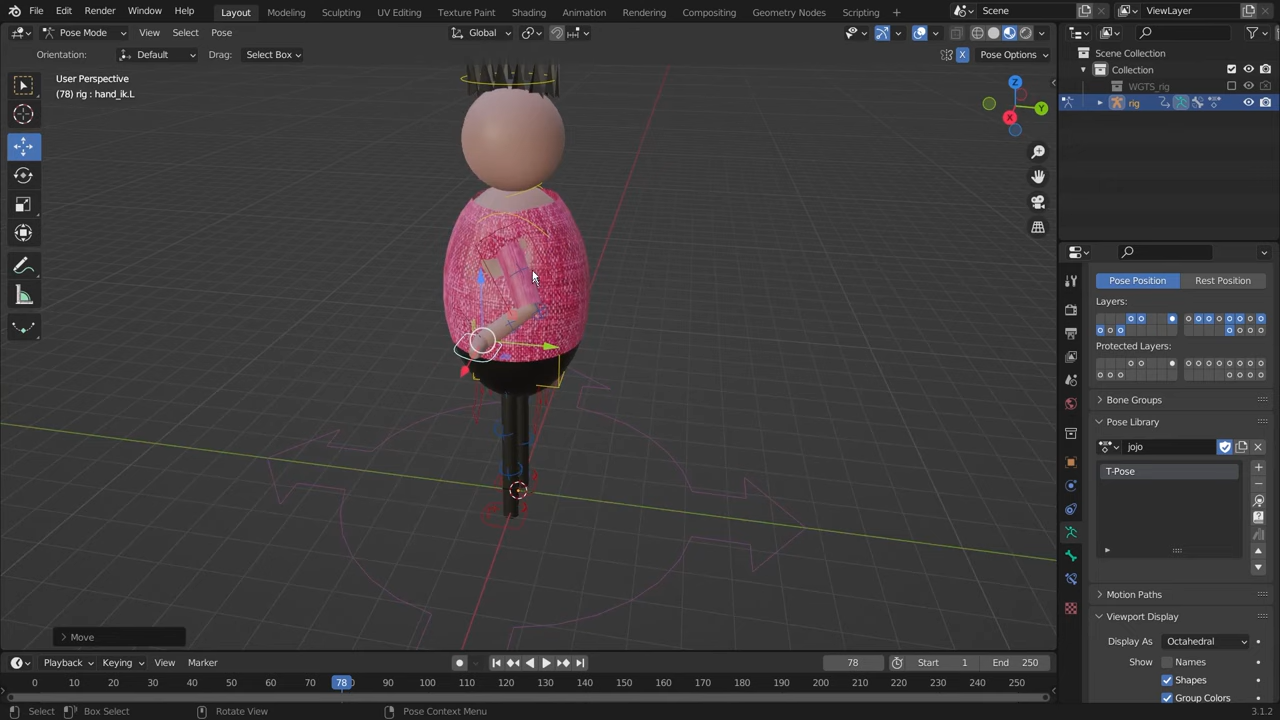 File Edit Render Window Help Layout Modeling Sculpting UV Editing Texture Paint Shading Animation Rendering Compositing Geometry Nodes Scripting Scene ViewLayer
Pose Mode View Select Pose Global
Orientation: Default Drag: Select Box X Pose Options
User Perspective
(78) rig : hand_ik.L
Z
Y
X
Move
Playback Keying View Marker 78 Start 1 End 250
0 10 20 30 40 50 60 70 78 80 90 100 110 120 130 140 150 160 170 180 190 200 210 220 230 240 250
Scene Collection
Collection
WGTS_rig
rig
Pose Position Rest Position
Layers:
Protected Layers:
Bone Groups
Pose Library
jojo
T-Pose
Motion Paths
Viewport Display
Display As Octahedral
Show Names
Shapes
Group Colors
Select Box Select Rotate View Pose Context Menu 3.1.2